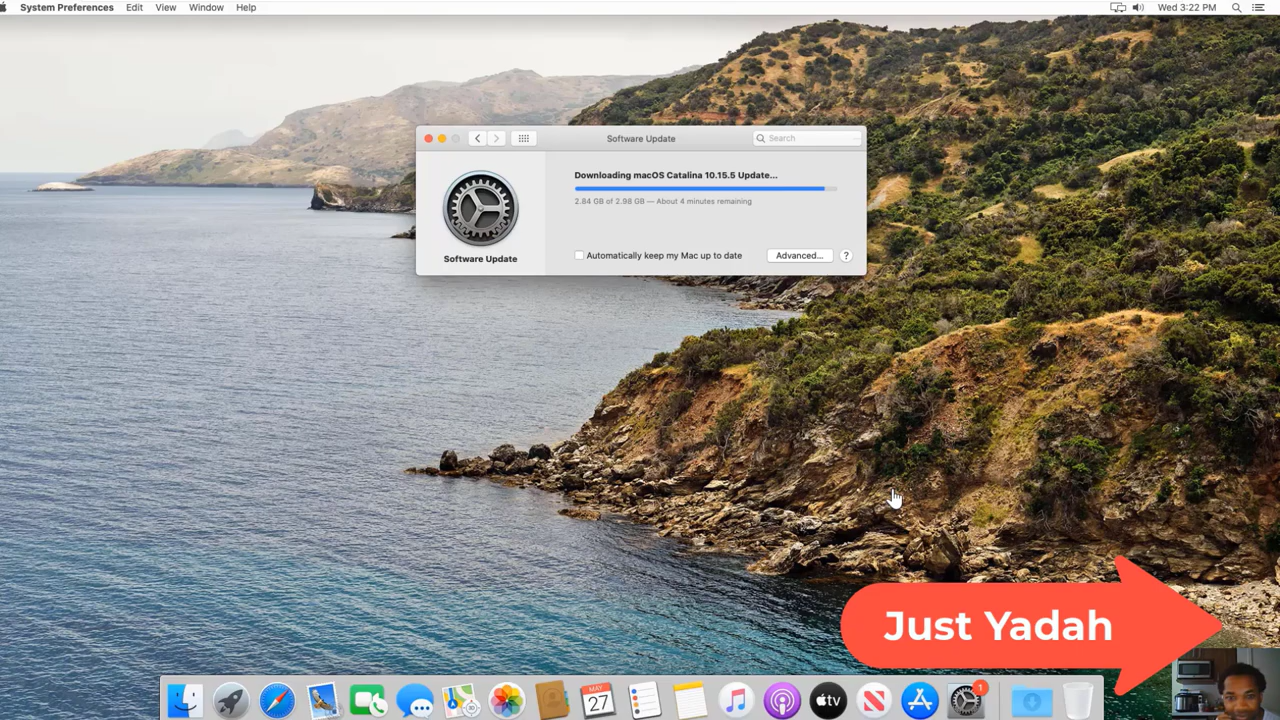 System Preferences Edit View Window Help
Wed 3:22 PM
Software Update
Search
Downloading macOS Catalina 10.15.5 Update...
2.84 GB of 2.98 GB — About 4 minutes remaining
Software Update
Automatically keep my Mac up to date
Advanced...
?
Just Yadah
MAY
27
tv
1